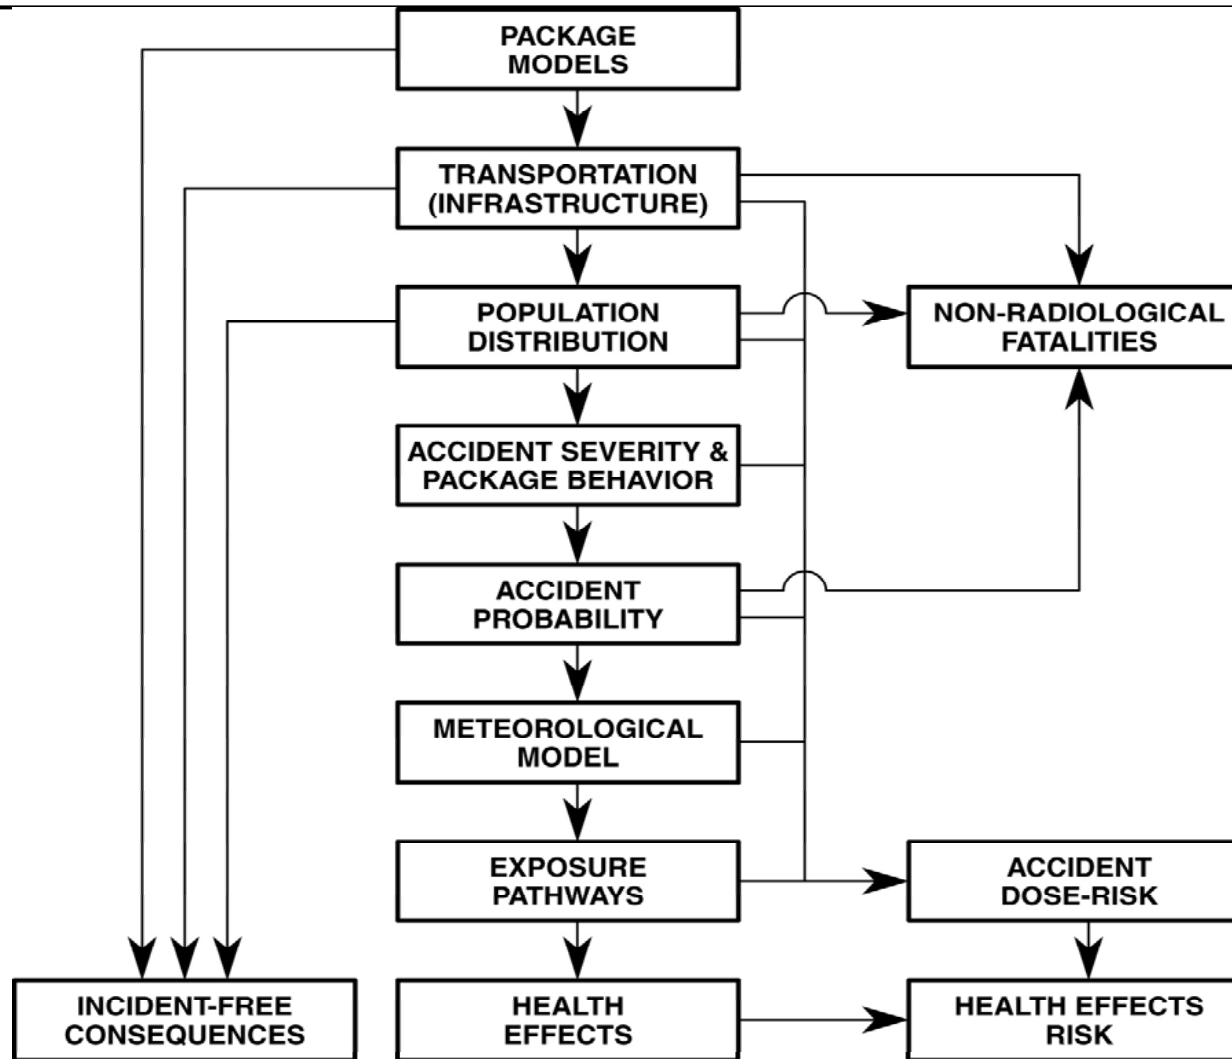 PACKAGE
MODELS
TRANSPORTATION
(INFRASTRUCTURE)
POPULATION
DISTRIBUTION
NON-RADIOLOGICAL
FATALITIES
ACCIDENT SEVERITY &
PACKAGE BEHAVIOR
ACCIDENT
PROBABILITY
METEOROLOGICAL
MODEL
EXPOSURE
PATHWAYS
ACCIDENT
DOSE-RISK
INCIDENT-FREE
CONSEQUENCES
HEALTH
EFFECTS
HEALTH EFFECTS
RISK